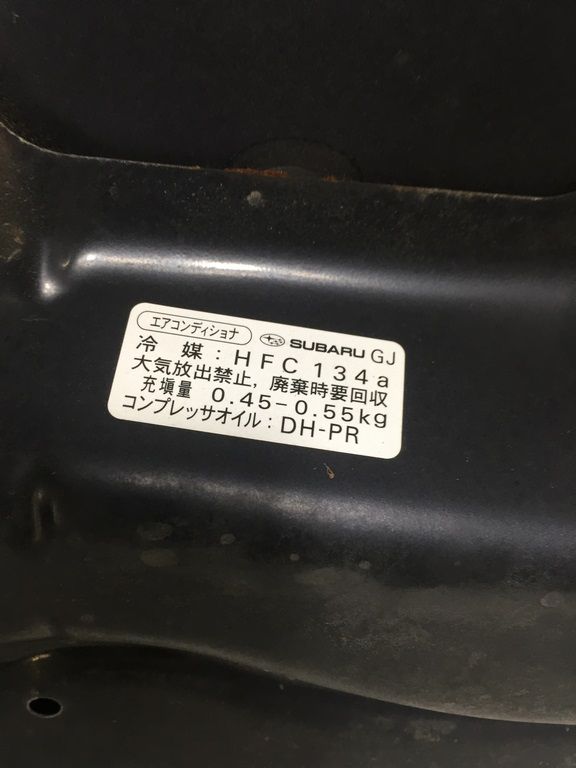 エアコンディショナ SUBARU GJ
冷 媒 : HFC 134a
大気放出禁止, 廃棄時要回収
充填量 0.45-0.55kg
コンプレッサオイル : DH-PR